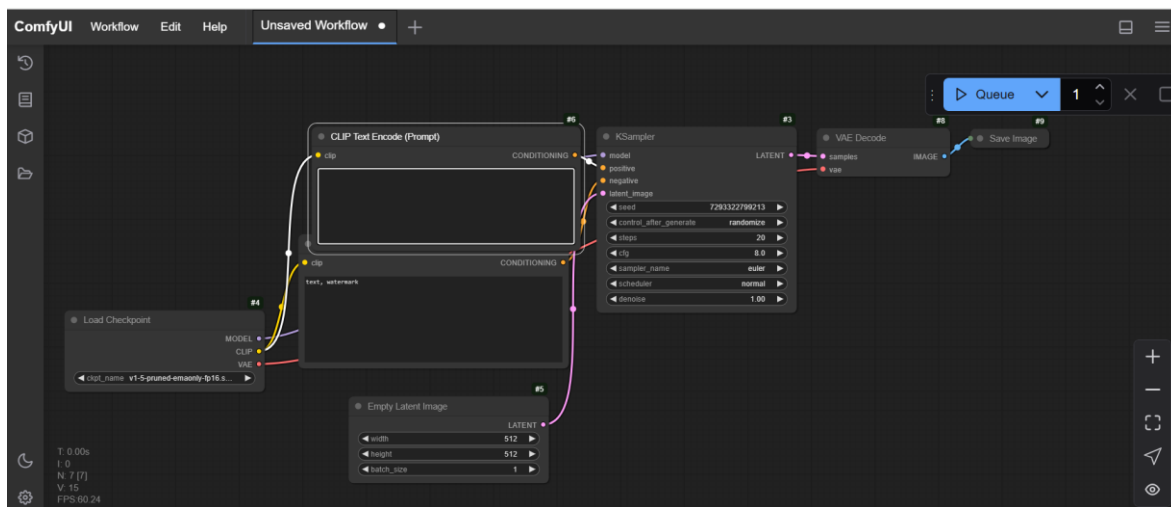 ComfyUI Workflow Edit Help Unsaved Workflow
Queue 1
#6
CLIP Text Encode (Prompt)
clip CONDITIONING
clip CONDITIONING
text, watermark
#3
KSampler
model LATENT
positive
negative
latent_image
seed 7293322799213
control_after_generate randomize
steps 20
cfg 8.0
sampler_name euler
scheduler normal
denoise 1.00
#8
VAE Decode
samples IMAGE
vae
#9
Save Image
#4
Load Checkpoint
MODEL
CLIP
VAE
ckpt_name v1-5-pruned-emaonly-fp16.s...
#5
Empty Latent Image
LATENT
width 512
height 512
batch_size 1
T: 0.00s
I: 0
N: 7 [7]
V: 15
FPS:60.24